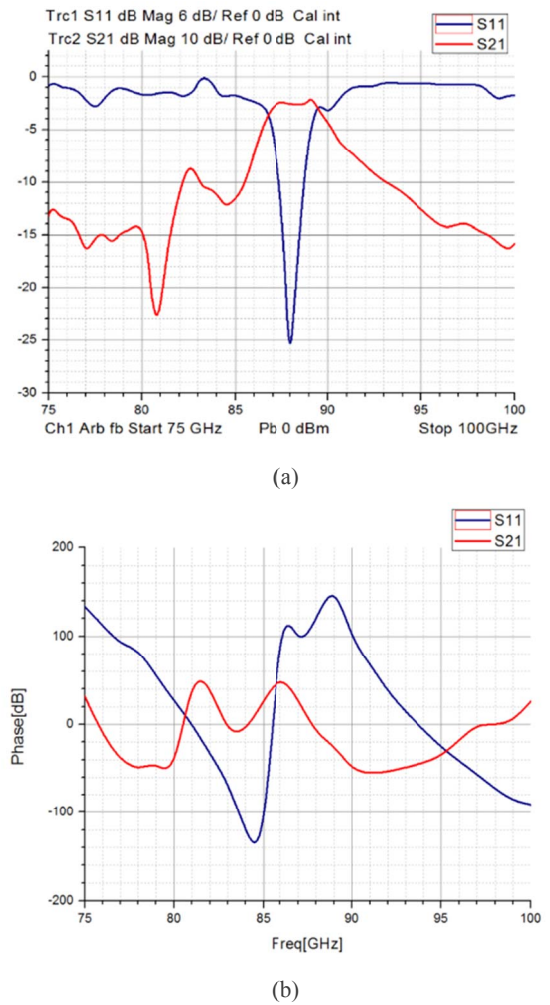 Trc1 S11 dB Mag 6 dB/ Ref 0 dB Cal int
Trc2 S21 dB Mag 10 dB/ Ref 0dB Cal int
S11
S21
0
-5
-10
-15
-20
-25
-30
75 80 85 90 95 100
Ch1 Arb fb Start 75 GHz Pb 0 dBm Stop 100GHz
(a)
S11
S21
200
100
0
-100
-200
Phase[dB]
75 80 85 90 95 100
Freq[GHz]
(b)